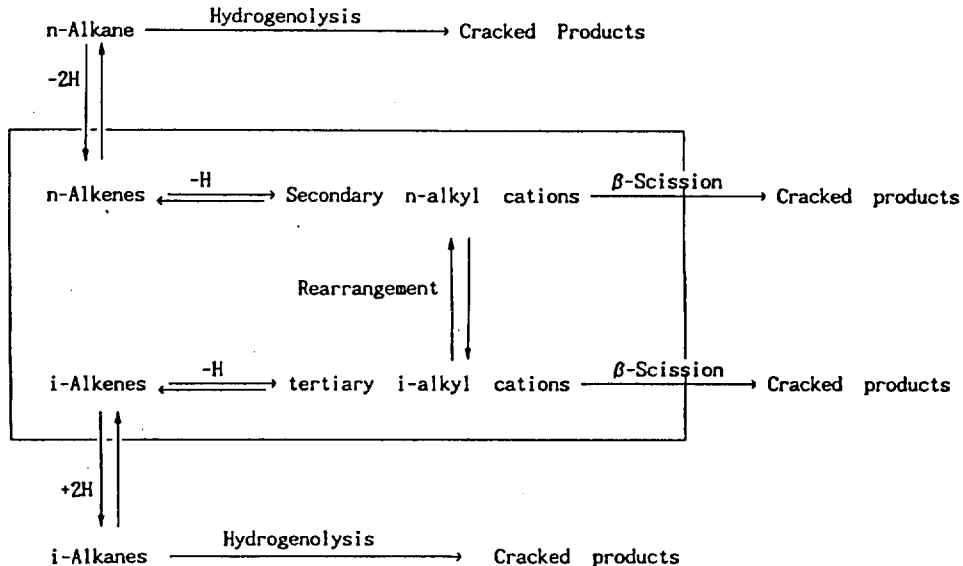 Hydrogenolysis
n-Alkane Cracked Products
-2H
-H β-Scission
n-Alkenes Secondary n-alkyl cations Cracked products
Rearrangement
-H β-Scission
i-Alkenes tertiary i-alkyl cations Cracked products
+2H
Hydrogenolysis
i-Alkanes Cracked products